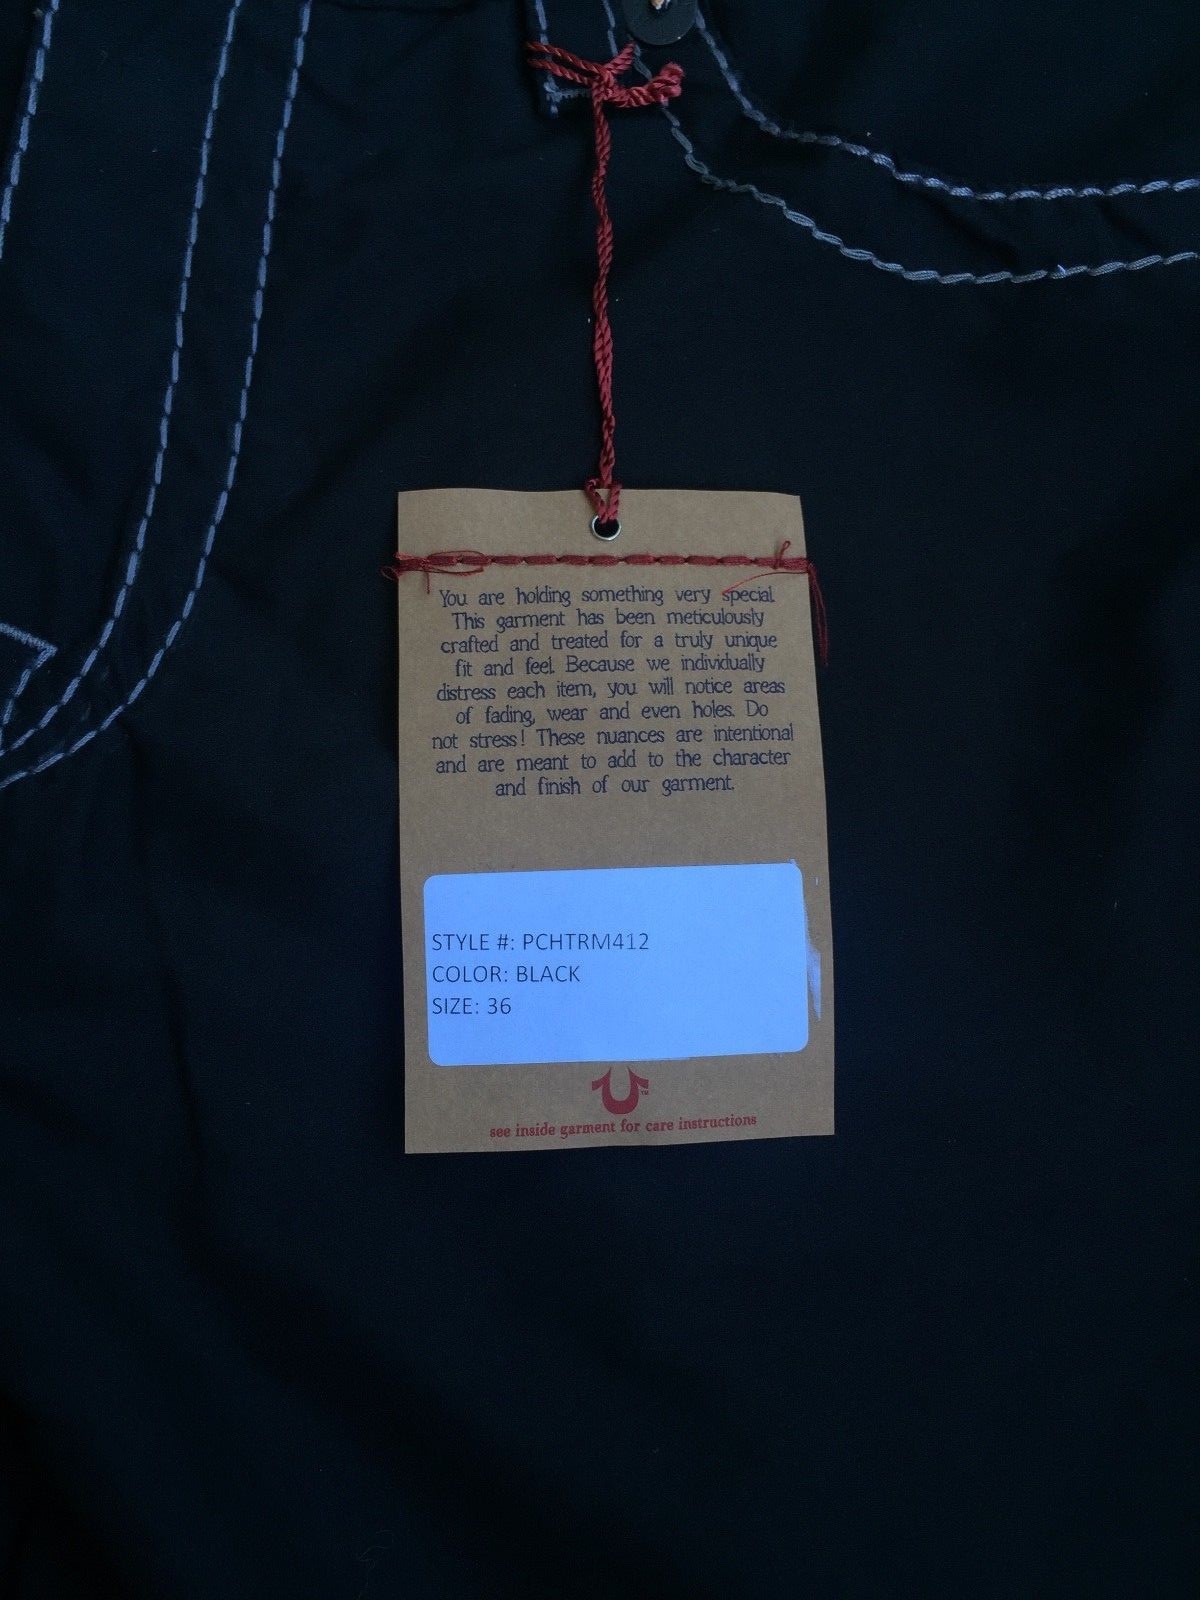 You are holding something very special.
This garment has been meticulously
crafted and treated for a truly unique
fit and feel. Because we individually
distress each item, you will notice areas
of fading, wear and even holes. Do
not stress! These nuances are intentional
and are meant to add to the character
and finish of our garment.
STYLE #: PCHTRM412
COLOR: BLACK
SIZE: 36
TM
see inside garment for care instructions